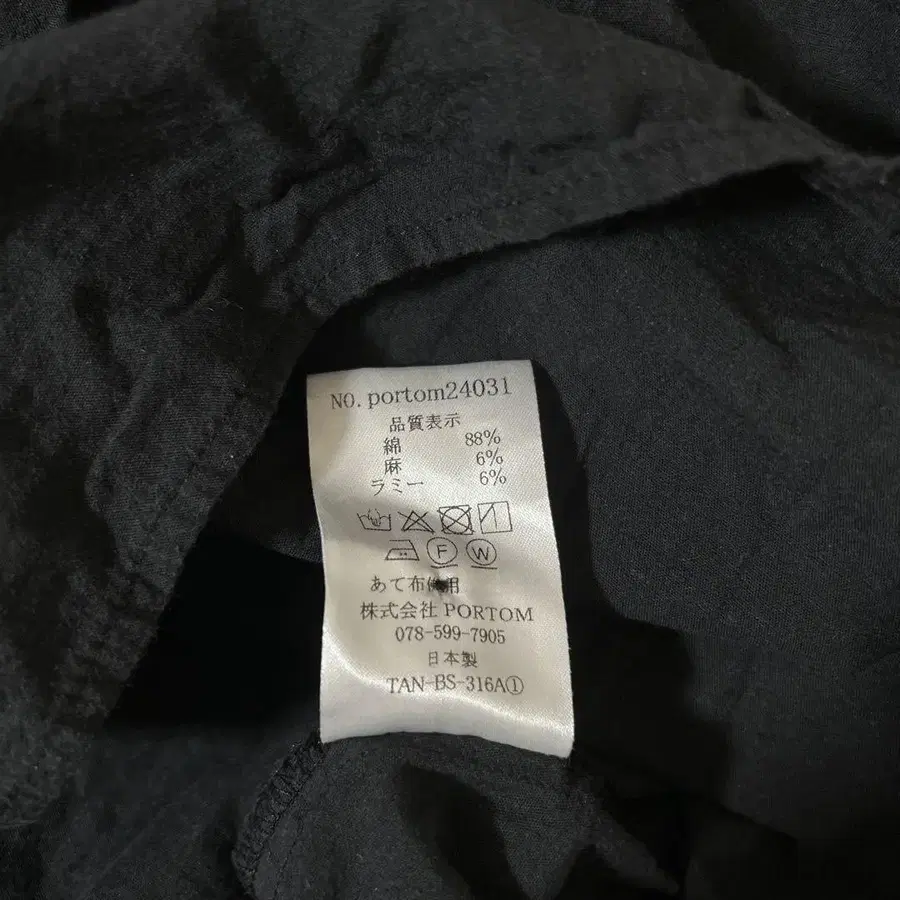 NO. portom24031
品質表示
綿 88%
麻 6%
ラミー 6%
F W
あて布使用
株式会社 PORTOM
078-599-7905
日本製
TAN-BS-316A①